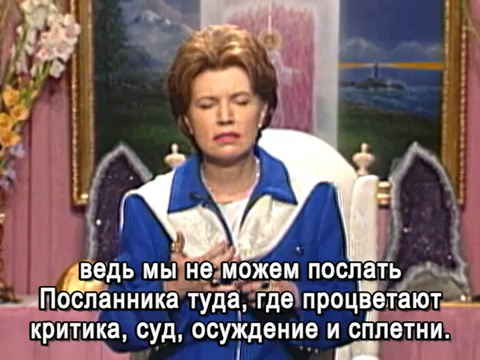 ведь мы не можем послать
Посланника туда, где процветают
критика, суд, осуждение и сплетни.